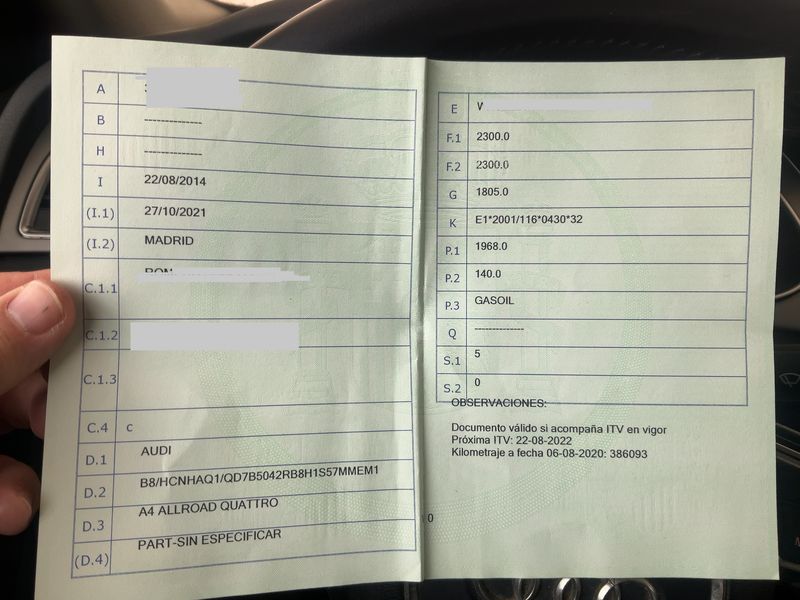 A
B --------------
H --------------
I 22/08/2014
(I.1) 27/10/2021
(I.2) MADRID
C.1.1
C.1.2
C.1.3
C.4 c
D.1 AUDI
D.2 B8/HCNHAQ1/QD7B5042RB8H1S57MMEM1
D.3 A4 ALLROAD QUATTRO
(D.4) PART-SIN ESPECIFICAR
E
F.1 2300.0
F.2 2300.0
G 1805.0
K E1*2001/116*0430*32
P.1 1968.0
P.2 140.0
P.3 GASOIL
Q --------------
S.1 5
S.2 0
OBSERVACIONES:
Documento válido si acompaña ITV en vigor
Próxima ITV: 22-08-2022
Kilometraje a fecha 06-08-2020: 386093